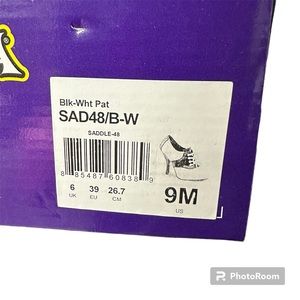 Blk-Wht Pat
SAD48/B-W
SADDLE-48
8 85487 60838 9
6 39 26.7 9M
UK EU CM US
PhotoRoom